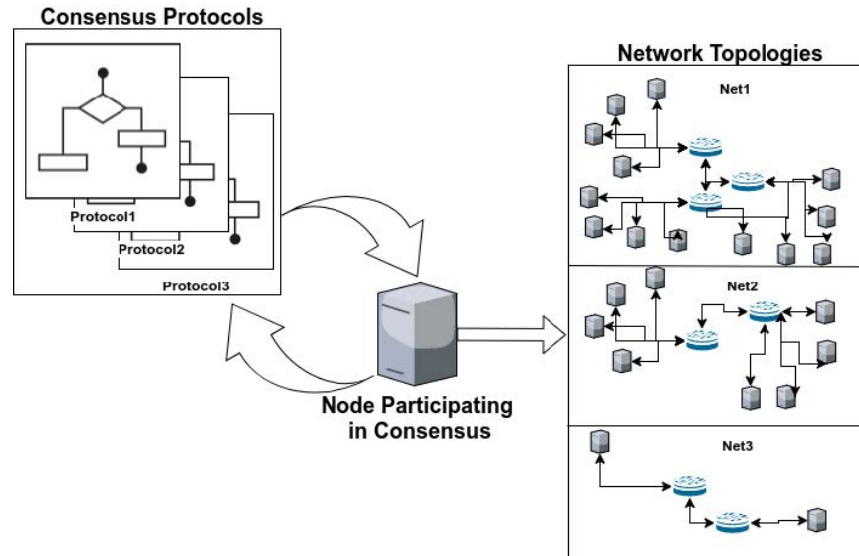 Consensus Protocols
Protocol1
Protocol2
Protocol3
Node Participating
in Consensus
Network Topologies
Net1
Net2
Net3